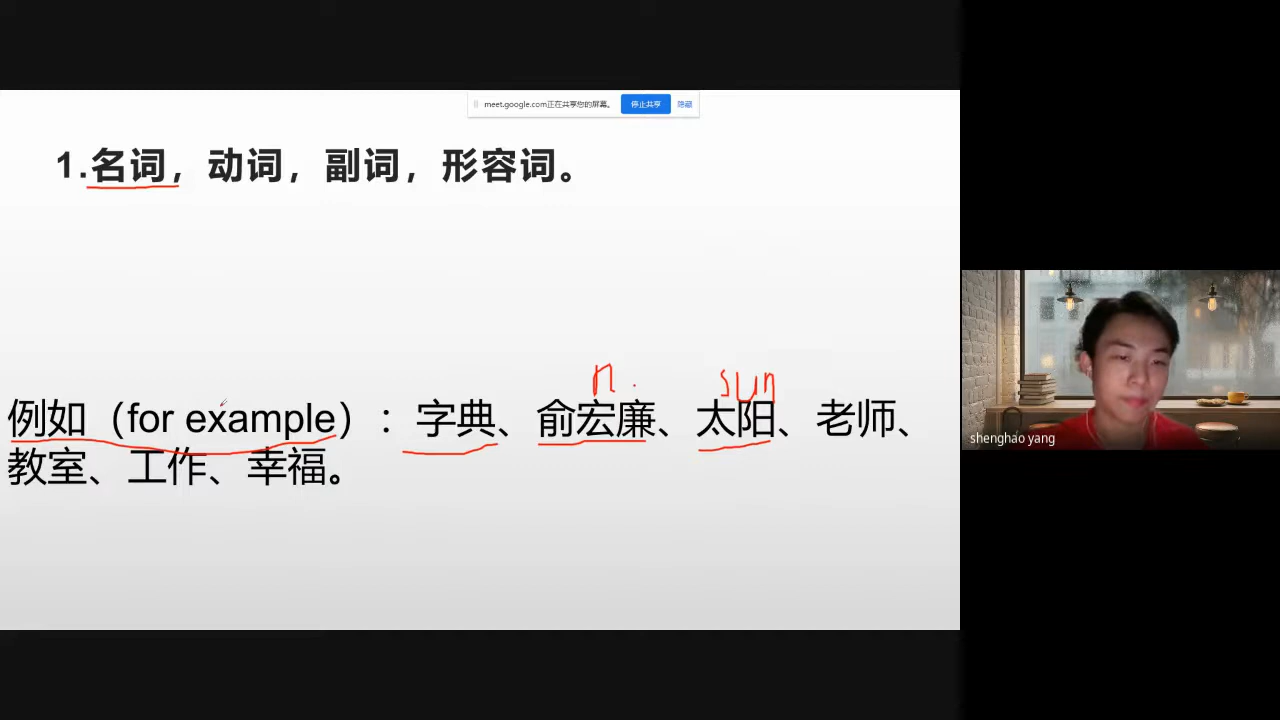 meet.google.com正在共享您的屏幕。 停止共享 隐藏
1.名词，动词，副词，形容词。
n. sun
例如（for example）：字典、俞宏廉、太阳、老师、
教室、工作、幸福。
shenghao yang